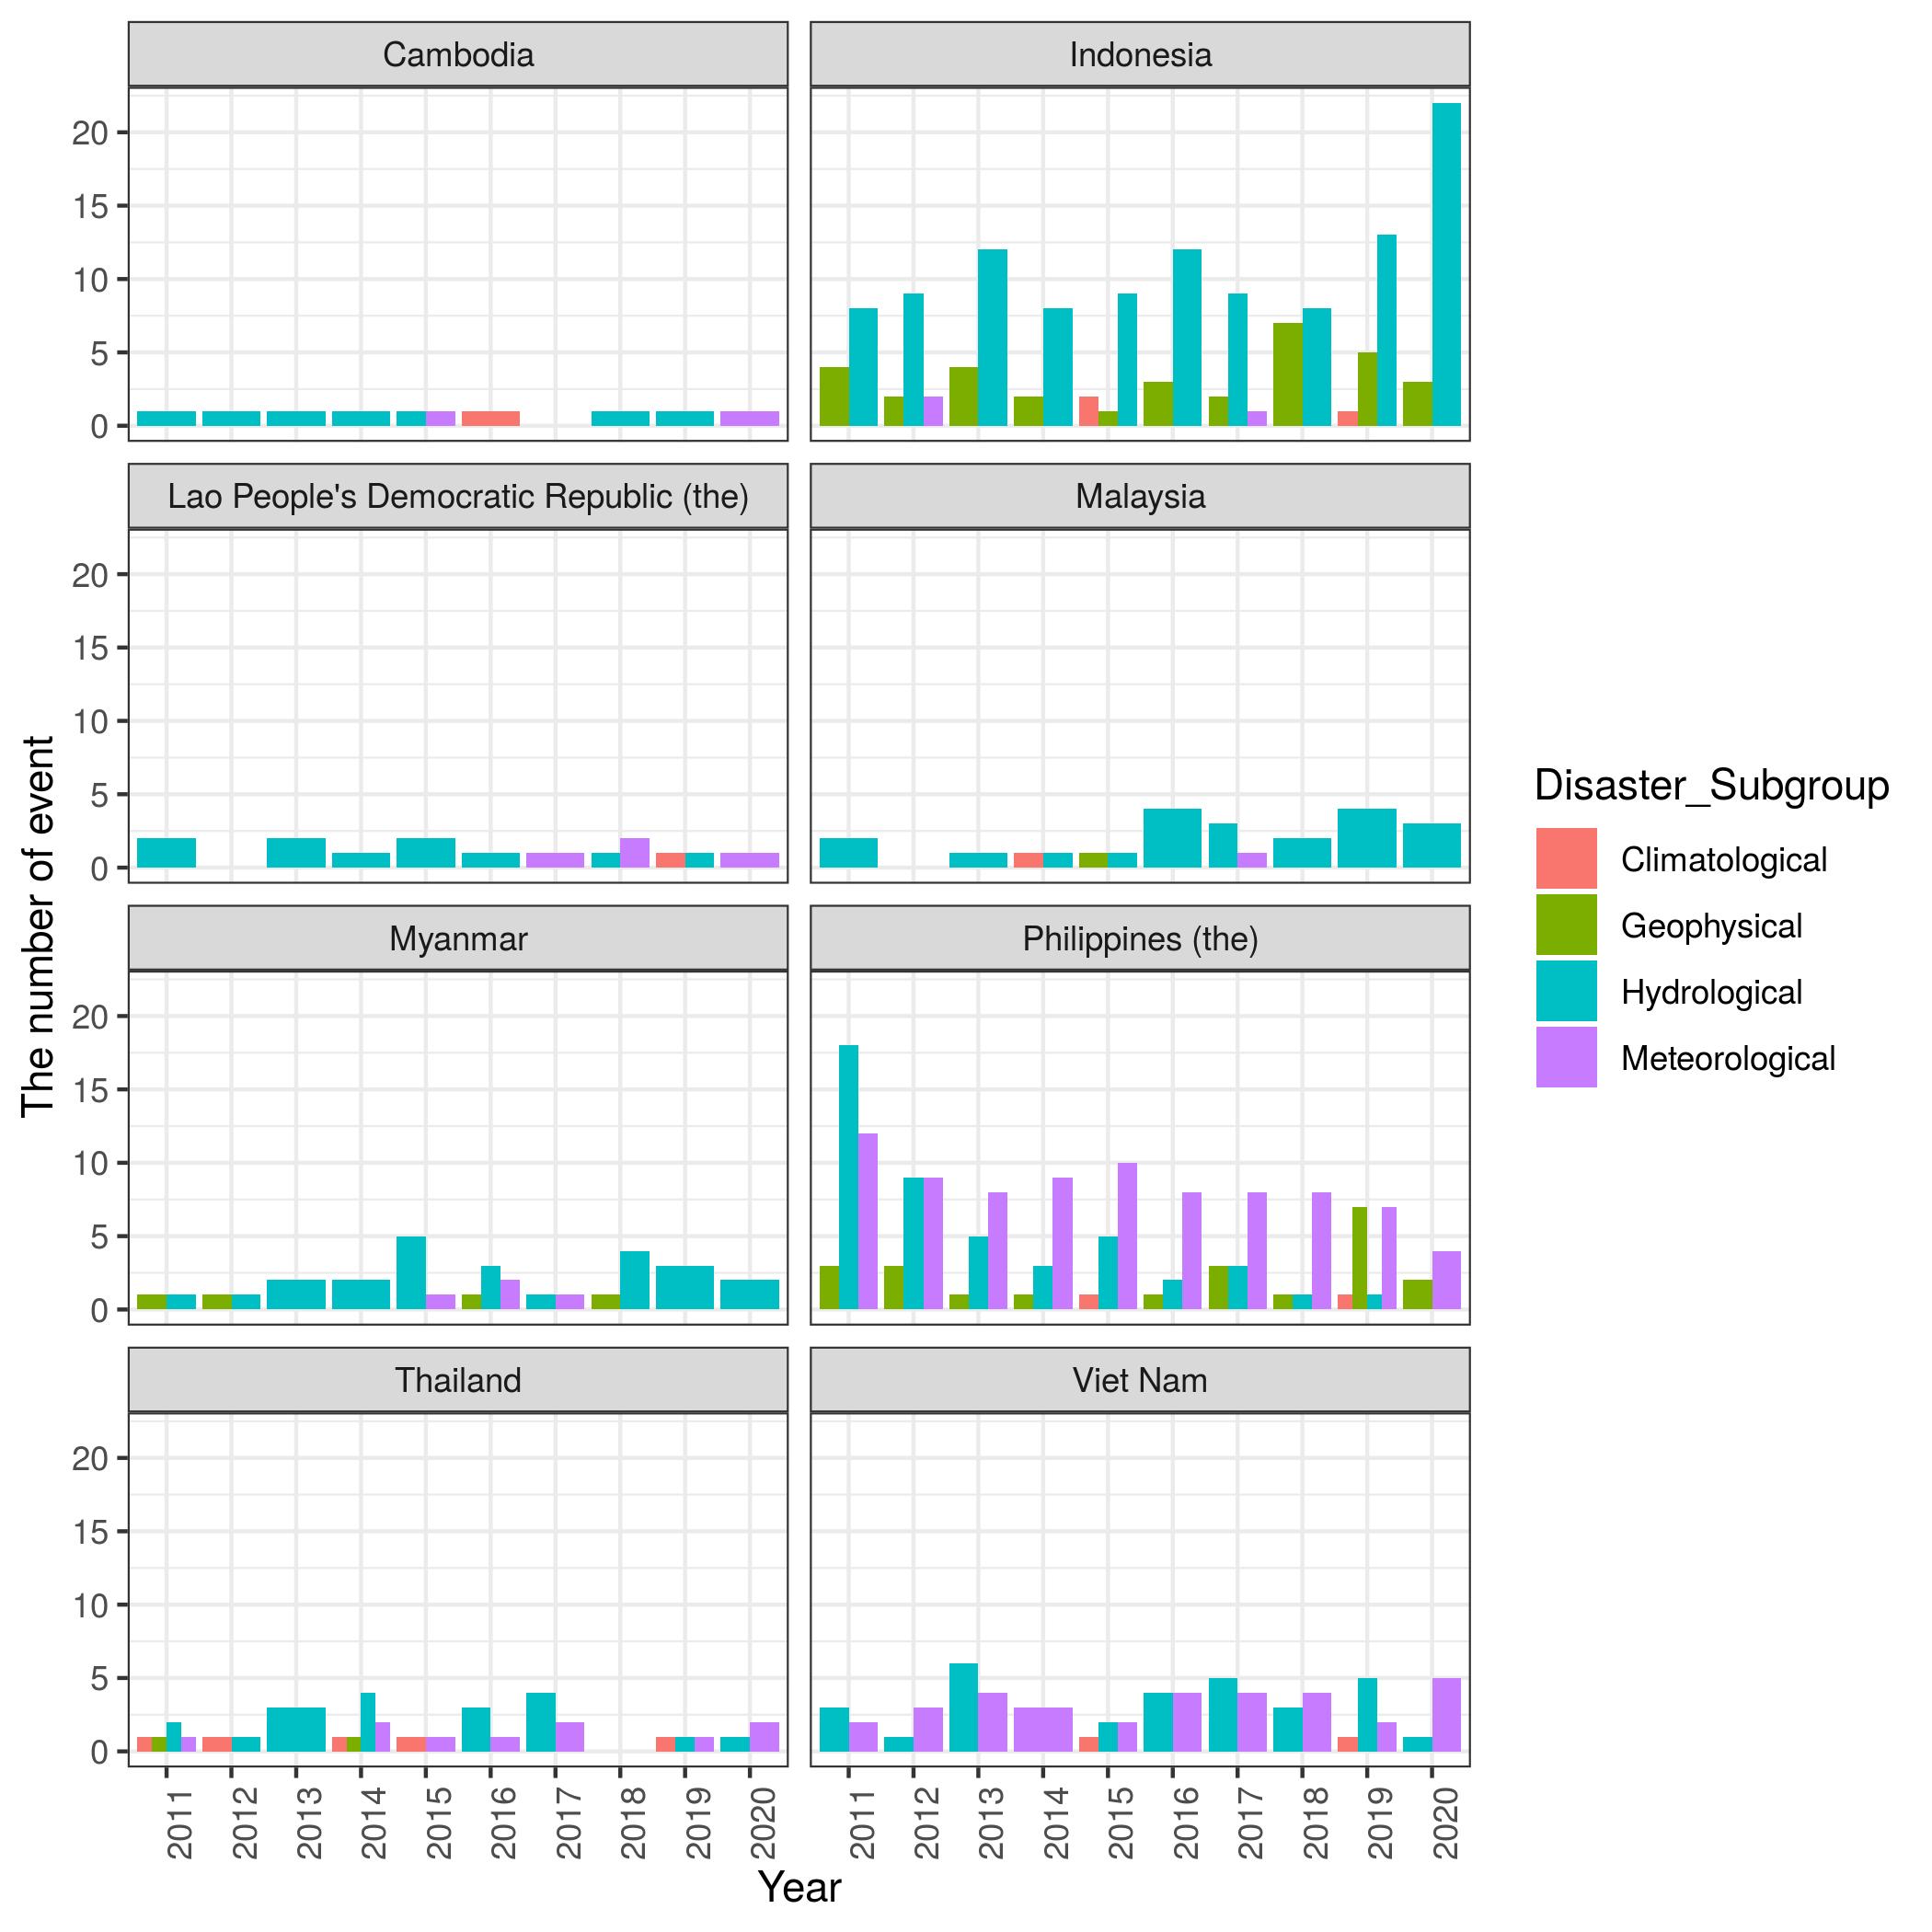 Cambodia
Indonesia
20
15
10
5
0
Lao People's Democratic Republic (the)
Malaysia
20
15
10
5
0
Myanmar
Philippines (the)
20
15
10
5
0
Thailand
Viet Nam
20
15
10
5
0
2011 2012 2013 2014 2015 2016 2017 2018 2019 2020
2011 2012 2013 2014 2015 2016 2017 2018 2019 2020
Year
The number of event
Disaster_Subgroup
Climatological
Geophysical
Hydrological
Meteorological